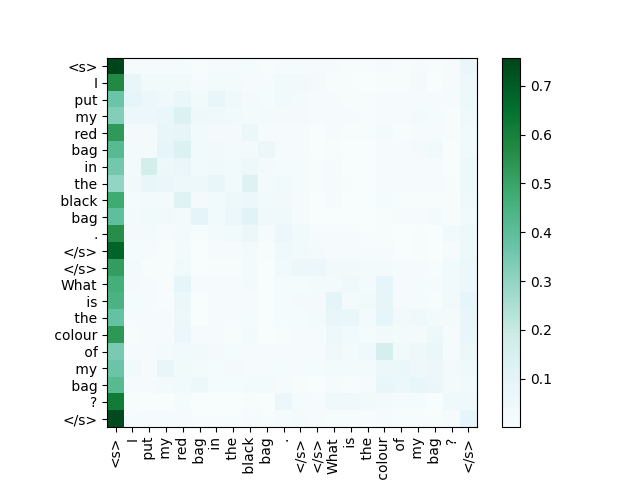 <s>
I
put
my
red
bag
in
the
black
bag
.
</s>
</s>
What
is
the
colour
of
my
bag
?
</s>
<s>
I
put
my
red
bag
in
the
black
bag
.
</s>
</s>
What
is
the
colour
of
my
bag
?
</s>
0.7
0.6
0.5
0.4
0.3
0.2
0.1